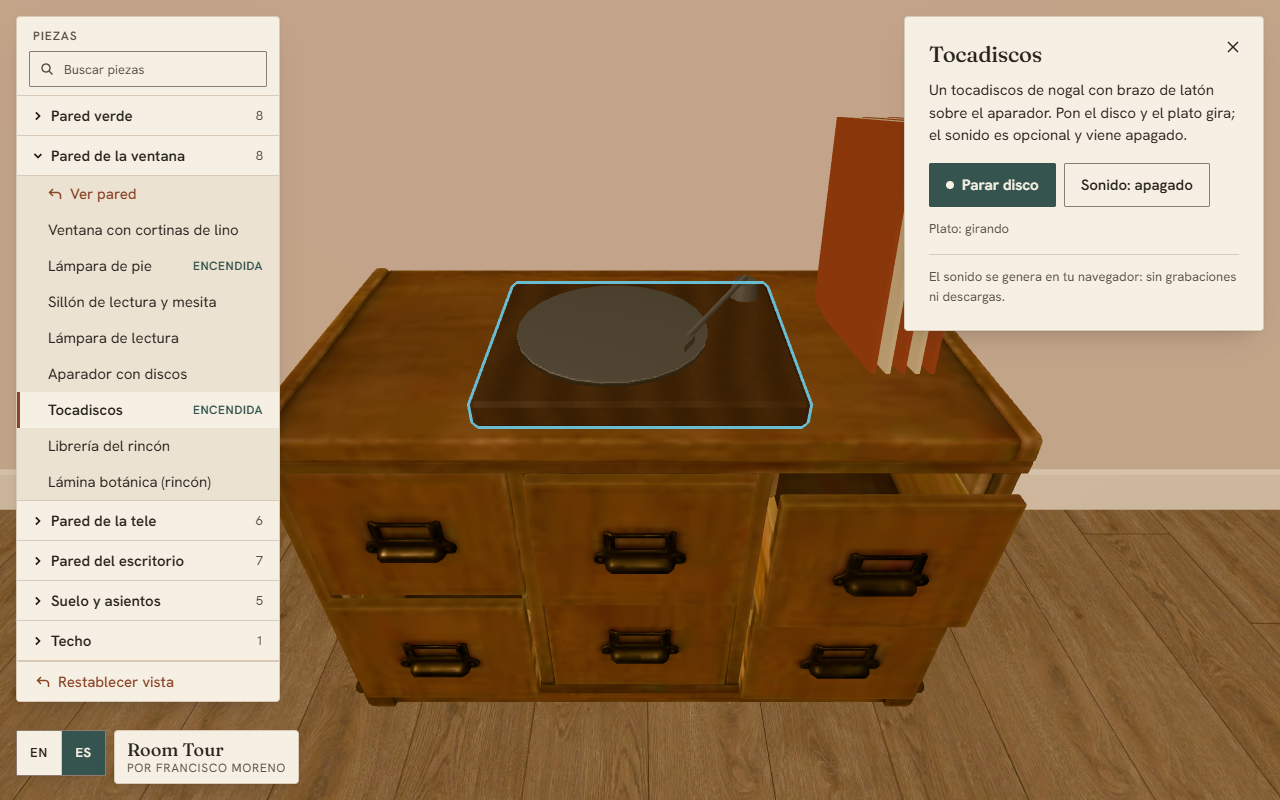 PIEZAS
Buscar piezas
Pared verde 8
Pared de la ventana 8
Ver pared
Ventana con cortinas de lino
Lámpara de pie ENCENDIDA
Sillón de lectura y mesita
Lámpara de lectura
Aparador con discos
Tocadiscos ENCENDIDA
Librería del rincón
Lámina botánica (rincón)
Pared de la tele 6
Pared del escritorio 7
Suelo y asientos 5
Techo 1
Restablecer vista
EN ES
Room Tour
POR FRANCISCO MORENO
Tocadiscos
Un tocadiscos de nogal con brazo de latón
sobre el aparador. Pon el disco y el plato gira;
el sonido es opcional y viene apagado.
Parar disco Sonido: apagado
Plato: girando
El sonido se genera en tu navegador: sin grabaciones
ni descargas.